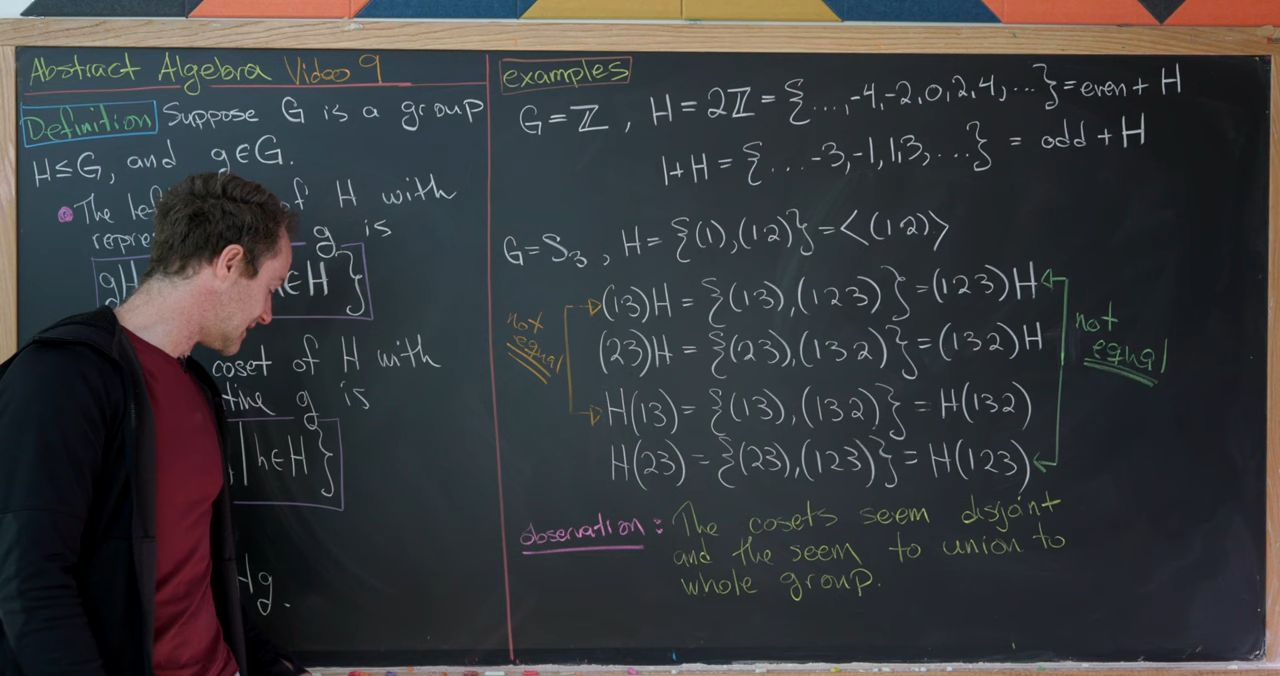 Abstract Algebra Video 9
Definition Suppose G is a group
H≤G, and g∈G.
• The of H with
g is
gH ∈H}
coset of H with
g is
|h∈H}
Hg.
examples
G=ℤ, H=2ℤ={...,-4,-2,0,2,4,...}=even+H
1+H={...-3,-1,1,3,...} = odd+H
G=S₃, H={(1),(12)}=<(12)>
(13)H={(13),(123)}=(123)H
(23)H={(23),(132)}=(132)H
H(13)={(13),(132)}=H(132)
H(23)={(23),(123)}=H(123)
not
equal
not
equal
observation: The cosets seem disjoint
and the seem to union to
whole group.